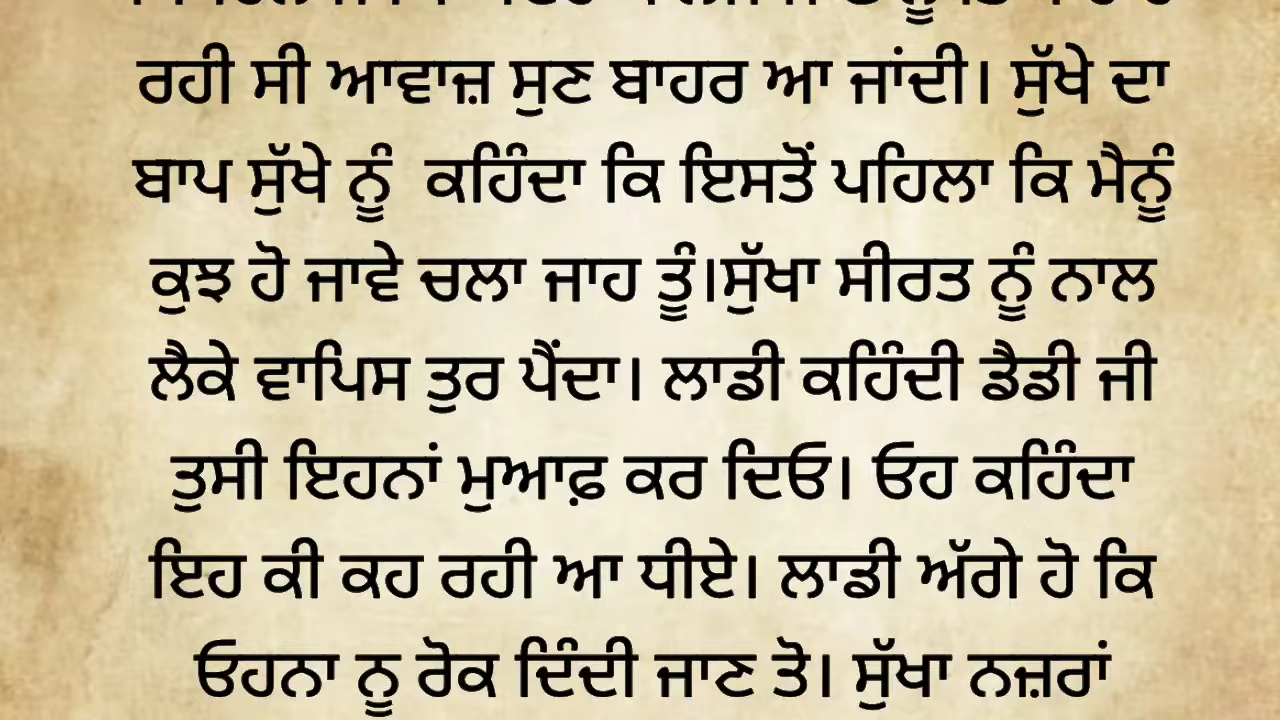 ਰਹੀ ਸੀ ਆਵਾਜ਼ ਸੁਣ ਬਾਹਰ ਆ ਜਾਂਦੀ। ਸੁੱਖੇ ਦਾ
ਬਾਪ ਸੁੱਖੇ ਨੂੰ ਕਹਿੰਦਾ ਕਿ ਇਸਤੋਂ ਪਹਿਲਾ ਕਿ ਮੈਨੂੰ
ਕੁਝ ਹੋ ਜਾਵੇ ਚਲਾ ਜਾਹ ਤੂੰ।ਸੁੱਖਾ ਸੀਰਤ ਨੂੰ ਨਾਲ
ਲੈਕੇ ਵਾਪਿਸ ਤੁਰ ਪੈਂਦਾ। ਲਾਡੀ ਕਹਿੰਦੀ ਡੈਡੀ ਜੀ
ਤੁਸੀ ਇਹਨਾਂ ਮੁਆਫ਼ ਕਰ ਦਿਓ। ਓਹ ਕਹਿੰਦਾ
ਇਹ ਕੀ ਕਹ ਰਹੀ ਆ ਧੀਏ। ਲਾਡੀ ਅੱਗੇ ਹੋ ਕਿ
ਓਹਨਾ ਨੂ ਰੋਕ ਦਿੰਦੀ ਜਾਣ ਤੋ। ਸੁੱਖਾ ਨਜ਼ਰਾਂ